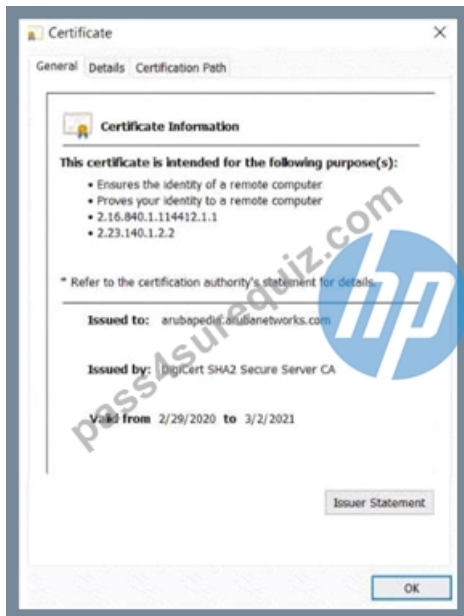 Certificate
General Details Certification Path
Certificate Information
This certificate is intended for the following purpose(s):
• Ensures the identity of a remote computer
• Proves your identity to a remote computer
• 2.16.840.1.114412.1.1
• 2.23.140.1.2.2
* Refer to the certification authority's statement for details.
Issued to: arubapedia.arubanetworks.com
Issued by: DigiCert SHA2 Secure Server CA
Valid from 2/29/2020 to 3/2/2021
Issuer Statement
OK
pass4surequiz.com
hp